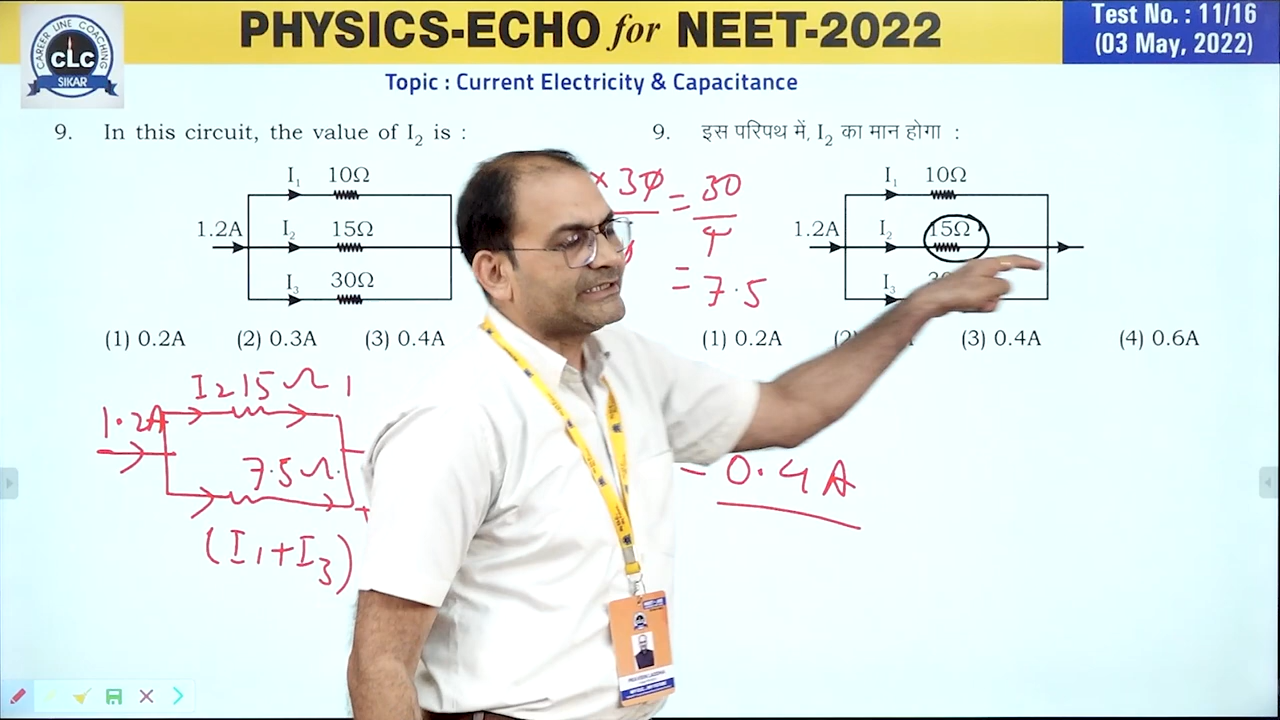 PHYSICS-ECHO for NEET-2022
Test No. : 11/16
(03 May, 2022)
CAREER LINE COACHING
CLC
SIKAR
Topic : Current Electricity & Capacitance
9. In this circuit, the value of I2 is :
I1 10Ω
1.2A I2 15Ω
I3 30Ω
(1) 0.2A (2) 0.3A (3) 0.4A
9. इस परिपथ में, I2 का मान होगा :
I1 10Ω
1.2A I2 15Ω
I3
(1) 0.2A (3) 0.4A (4) 0.6A
= 30
4
= 7.5
I2 15Ω 1
1.2A
7.5Ω
(I1+I3)
0.4A